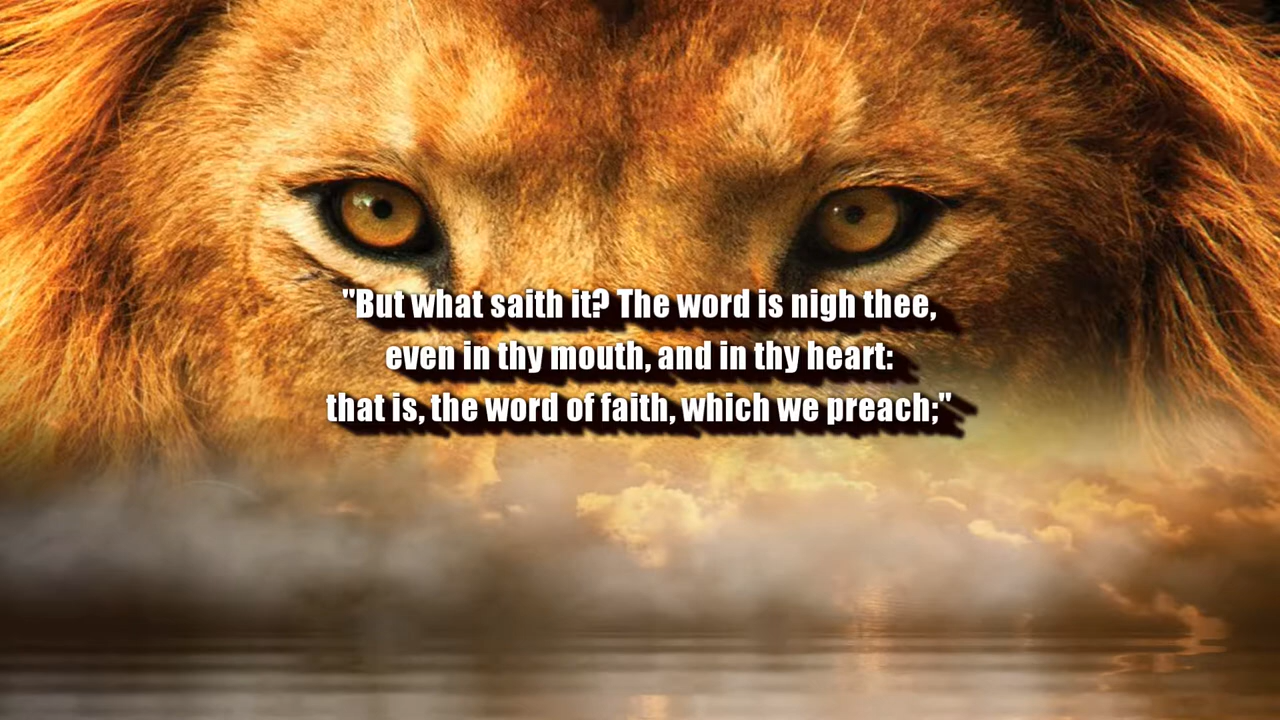 "But what saith it? The word is nigh thee,
even in thy mouth, and in thy heart:
that is, the word of faith, which we preach;"